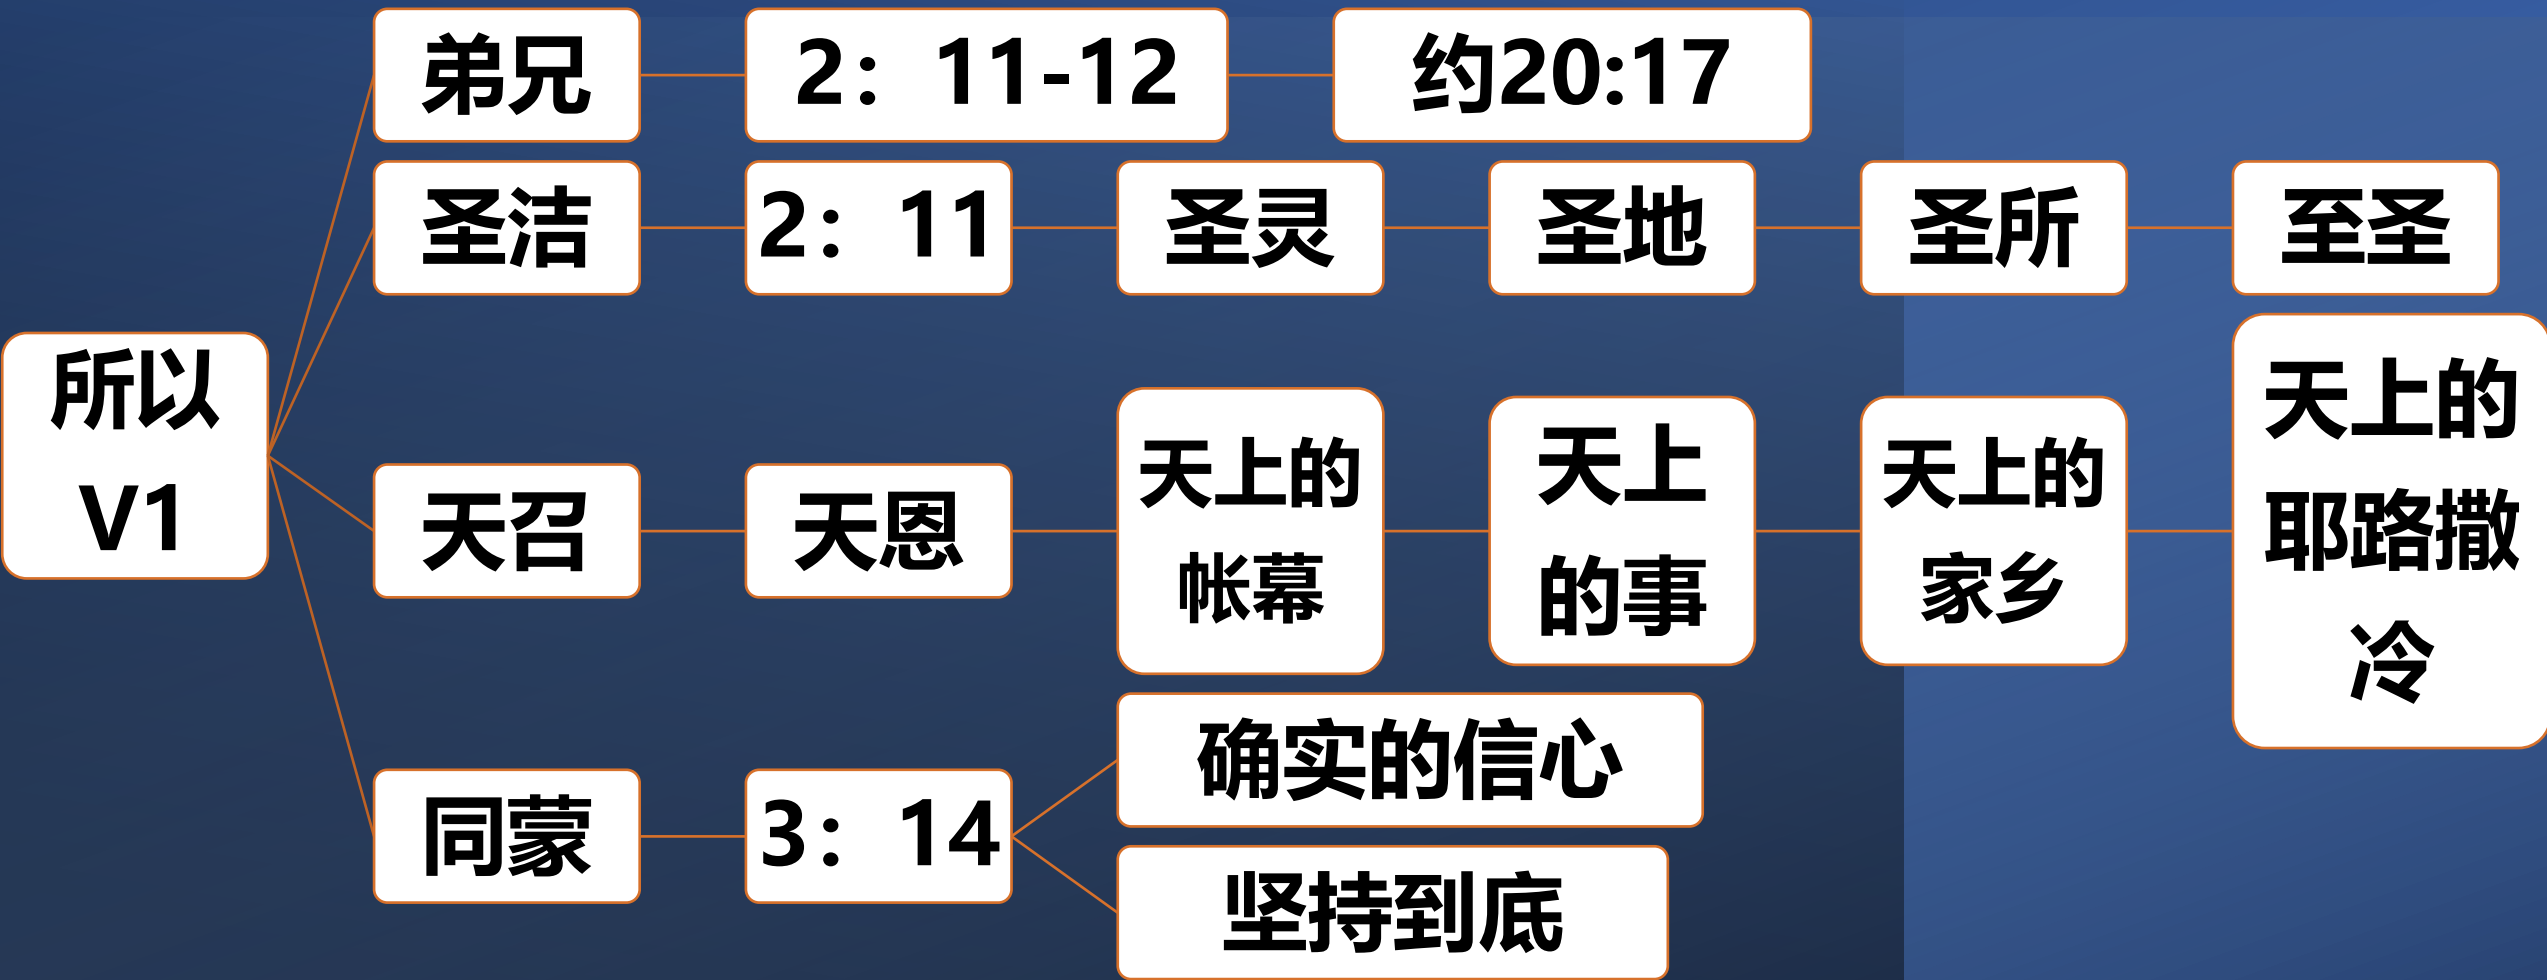 弟兄
2：11-12
约20:17
圣洁
2：11
圣灵
圣地
圣所
至圣
所以
V1
天召
天恩
天上的
帐幕
天上
的事
天上的
家乡
天上的
耶路撒
冷
同蒙
3：14
确实的信心
坚持到底